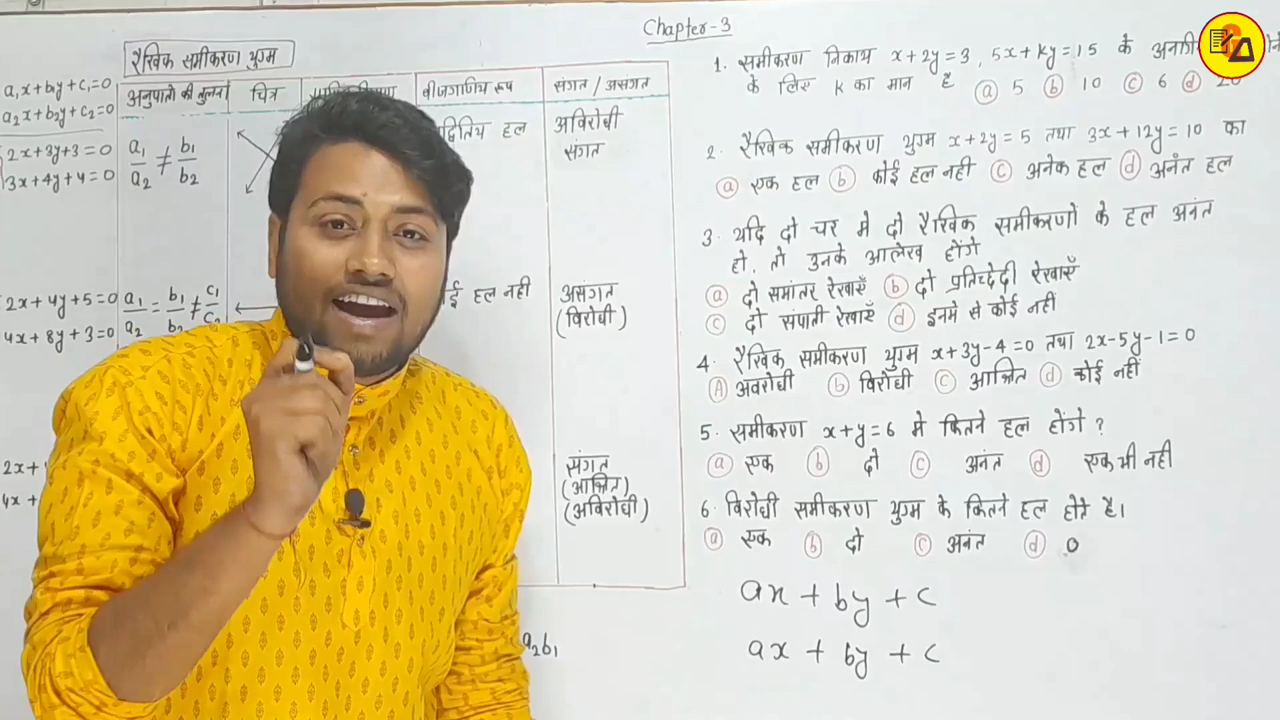 Chapter-3
रैखिक समीकरण युग्म
a₁x+b₁y+c₁=0
a₂x+b₂y+c₂=0
2x+3y+3=0
3x+4y+4=0
2x+4y+5=0
4x+8y+3=0
2x+
4x+
अनुपातो की तुलना
a₁/a₂ ≠ b₁/b₂
a₁/a₂ = b₁/b₂ ≠ c₁/c₂
चित्र
बीजगणितिय रूप
द्वितिय हल
ई हल नही
संगत / असंगत
अविरोधी
संगत
असंगत
(विरोधी)
संगत
(आश्रित)
(अविरोधी)
a₂b₁
1. समीकरण निकाय x+2y=3, 5x+ky=15 के
के लिए k का मान है ⓐ 5 ⓑ 10 ⓒ 6 ⓓ 20
2. रैखिक समीकरण युग्म x+2y=5 तथा 3x+12y=10 का
ⓐ एक हल ⓑ कोई हल नही ⓒ अनेक हल ⓓ अनंत हल
3. यदि दो चर मे दो रैखिक समीकरणों के हल अनंत
हो, तो उनके आलेख होंगे
ⓐ दो समांतर रेखाएँ ⓑ दो प्रतिच्छेदी रेखाएँ
ⓒ दो संपाती रेखाएँ ⓓ इनमे से कोई नही
4. रैखिक समीकरण युग्म x+3y-4=0 तथा 2x-5y-1=0
Ⓐ अवरोधी ⓑ विरोधी ⓒ आश्रित ⓓ कोई नहीं
5. समीकरण x+y=6 मे कितने हल होंगे ?
ⓐ एक ⓑ दो ⓒ अनंत ⓓ एक भी नही
6. विरोधी समीकरण युग्म के कितने हल होते है।
ⓐ एक ⓑ दो ⓒ अनंत ⓓ 0
ax + by + c
ax + by + c